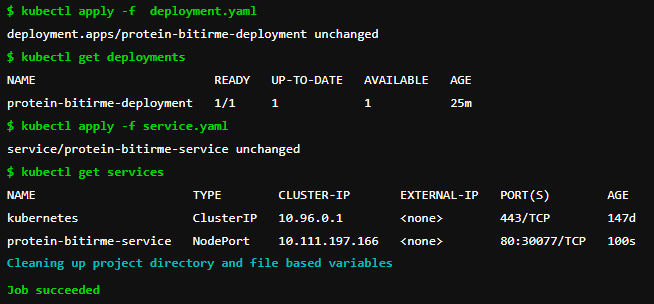 $ kubectl apply -f  deployment.yaml
deployment.apps/protein-bitirme-deployment unchanged
$ kubectl get deployments
NAME                         READY   UP-TO-DATE   AVAILABLE   AGE
protein-bitirme-deployment   1/1     1            1           25m
$ kubectl apply -f service.yaml
service/protein-bitirme-service unchanged
$ kubectl get services
NAME                      TYPE        CLUSTER-IP       EXTERNAL-IP   PORT(S)        AGE
kubernetes                ClusterIP   10.96.0.1        <none>        443/TCP        147d
protein-bitirme-service   NodePort    10.111.197.166   <none>        80:30077/TCP   100s
Cleaning up project directory and file based variables
Job succeeded